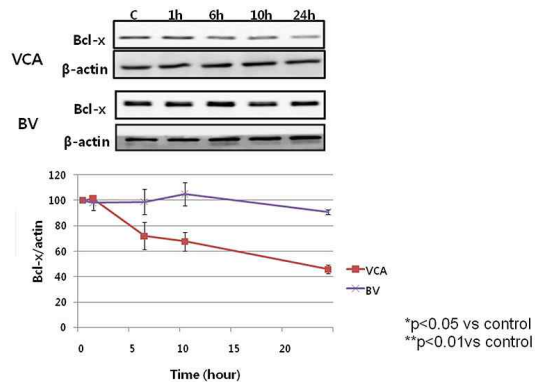 C 1h 6h 10h 24h
Bcl-x
VCA
β-actin
Bcl-x
BV
β-actin
120
100
80
60
40
20
0
Bcl-x/actin
0 5 10 15 20
Time (hour)
VCA
BV
*p<0.05 vs control
**p<0.01vs control